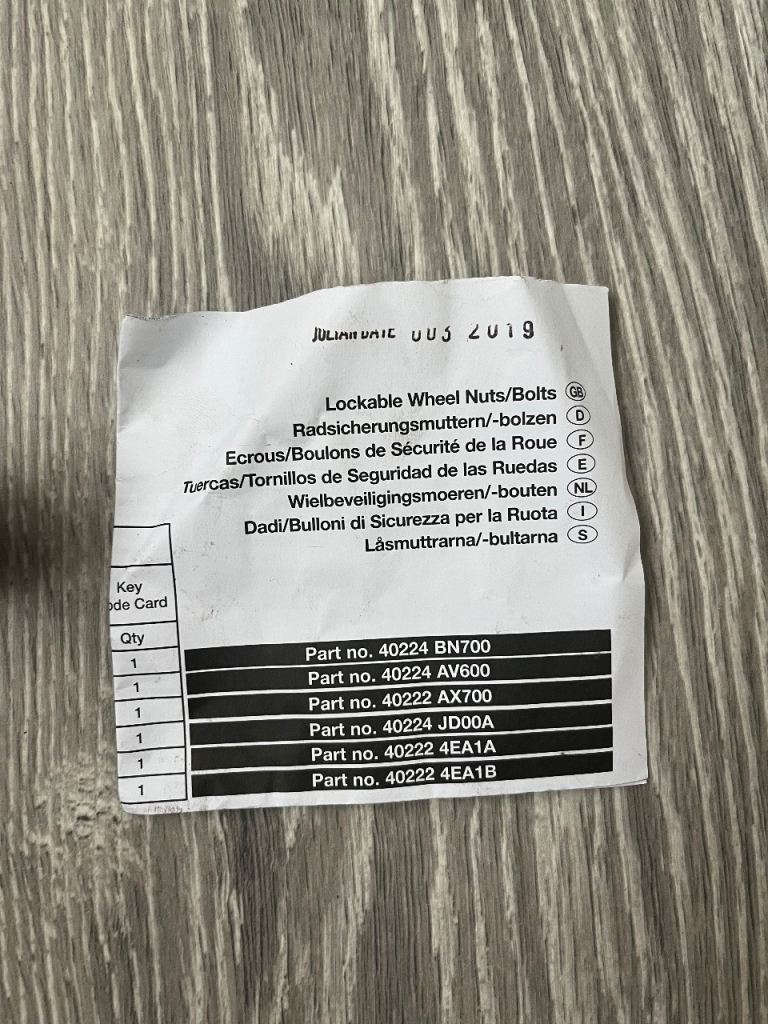 JULIAN DATE 003 2019
Lockable Wheel Nuts/Bolts GB
Radsicherungsmuttern/-bolzen D
Ecrous/Boulons de Sécurité de la Roue F
Tuercas/Tornillos de Seguridad de las Ruedas E
Wielbeveiligingsmoeren/-bouten NL
Dadi/Bulloni di Sicurezza per la Ruota I
Låsmuttrarna/-bultarna S
Key
ode Card
Qty
1
1
1
1
1
1
Part no. 40224 BN700
Part no. 40224 AV600
Part no. 40222 AX700
Part no. 40224 JD00A
Part no. 40222 4EA1A
Part no. 40222 4EA1B